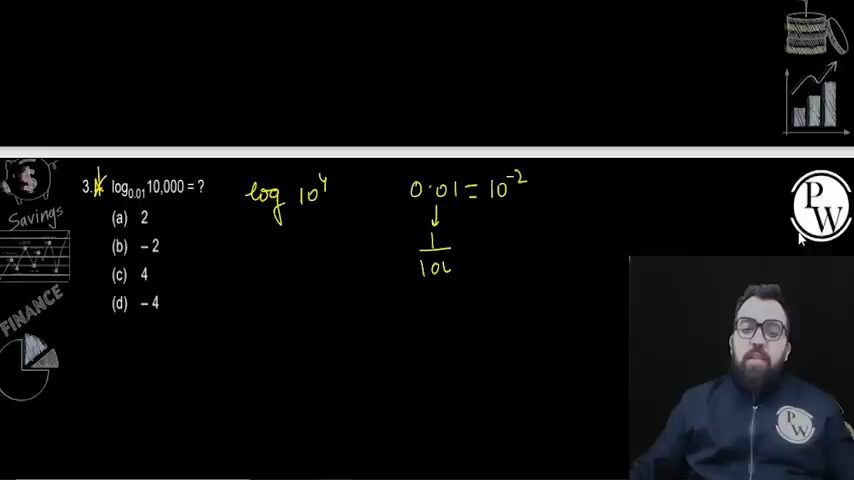 3. log0.01 10,000 = ?
(a) 2
(b) – 2
(c) 4
(d) – 4
log 10⁴
0.01 = 10⁻²
↓
1
100
Savings
FINANCE
$
PW
PW